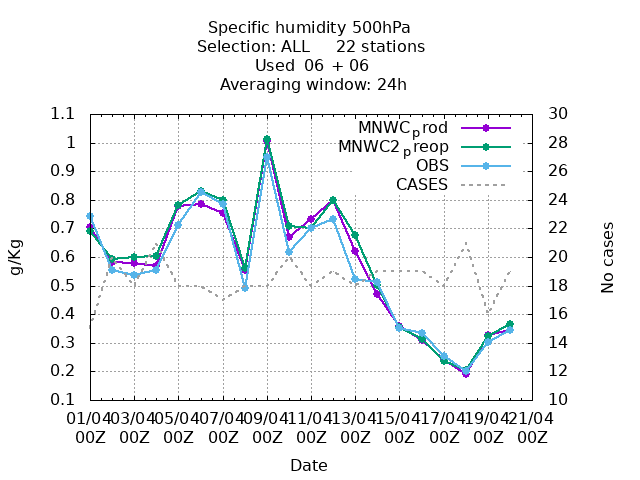 Specific humidity 500hPa
Selection: ALL 22 stations
Used 06 + 06
Averaging window: 24h
1.1
1
0.9
0.8
0.7
0.6
0.5
0.4
0.3
0.2
0.1
g/Kg
30
28
26
24
22
20
18
16
14
12
10
No cases
MNWCprod
MNWC2preop
OBS
CASES
01/04 03/04 05/04 07/04 09/04 11/04 13/04 15/04 17/04 19/04 21/04
00Z 00Z 00Z 00Z 00Z 00Z 00Z 00Z 00Z 00Z 00Z
Date